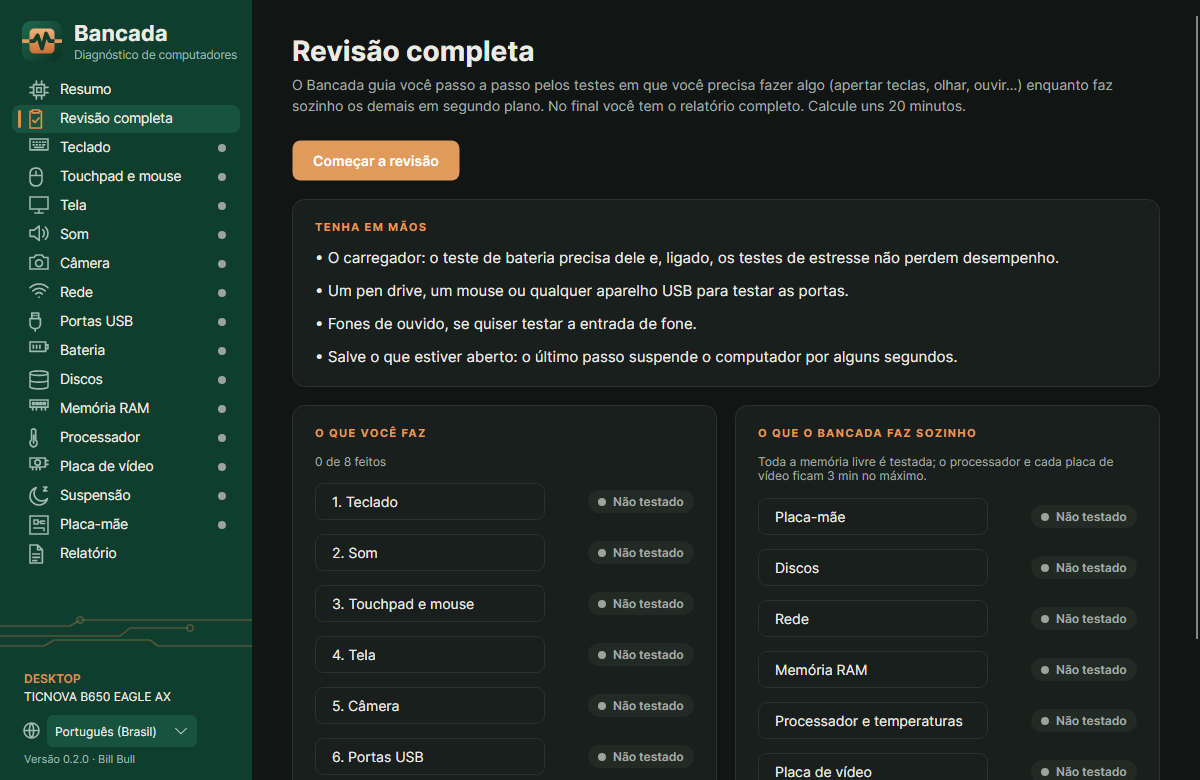 Bancada
Diagnóstico de computadores
Resumo
Revisão completa
Teclado
Touchpad e mouse
Tela
Som
Câmera
Rede
Portas USB
Bateria
Discos
Memória RAM
Processador
Placa de vídeo
Suspensão
Placa-mãe
Relatório
DESKTOP
TICNOVA B650 EAGLE AX
Português (Brasil)
Versão 0.2.0 · Bill Bull
Revisão completa
O Bancada guia você passo a passo pelos testes em que você precisa fazer algo (apertar teclas, olhar, ouvir...) enquanto faz
sozinho os demais em segundo plano. No final você tem o relatório completo. Calcule uns 20 minutos.
Começar a revisão
TENHA EM MÃOS
• O carregador: o teste de bateria precisa dele e, ligado, os testes de estresse não perdem desempenho.
• Um pen drive, um mouse ou qualquer aparelho USB para testar as portas.
• Fones de ouvido, se quiser testar a entrada de fone.
• Salve o que estiver aberto: o último passo suspende o computador por alguns segundos.
O QUE VOCÊ FAZ
0 de 8 feitos
1. Teclado
Não testado
2. Som
Não testado
3. Touchpad e mouse
Não testado
4. Tela
Não testado
5. Câmera
Não testado
6. Portas USB
Não testado
O QUE O BANCADA FAZ SOZINHO
Toda a memória livre é testada; o processador e cada placa de
vídeo ficam 3 min no máximo.
Placa-mãe
Não testado
Discos
Não testado
Rede
Não testado
Memória RAM
Não testado
Processador e temperaturas
Não testado
Placa de vídeo
Não testado